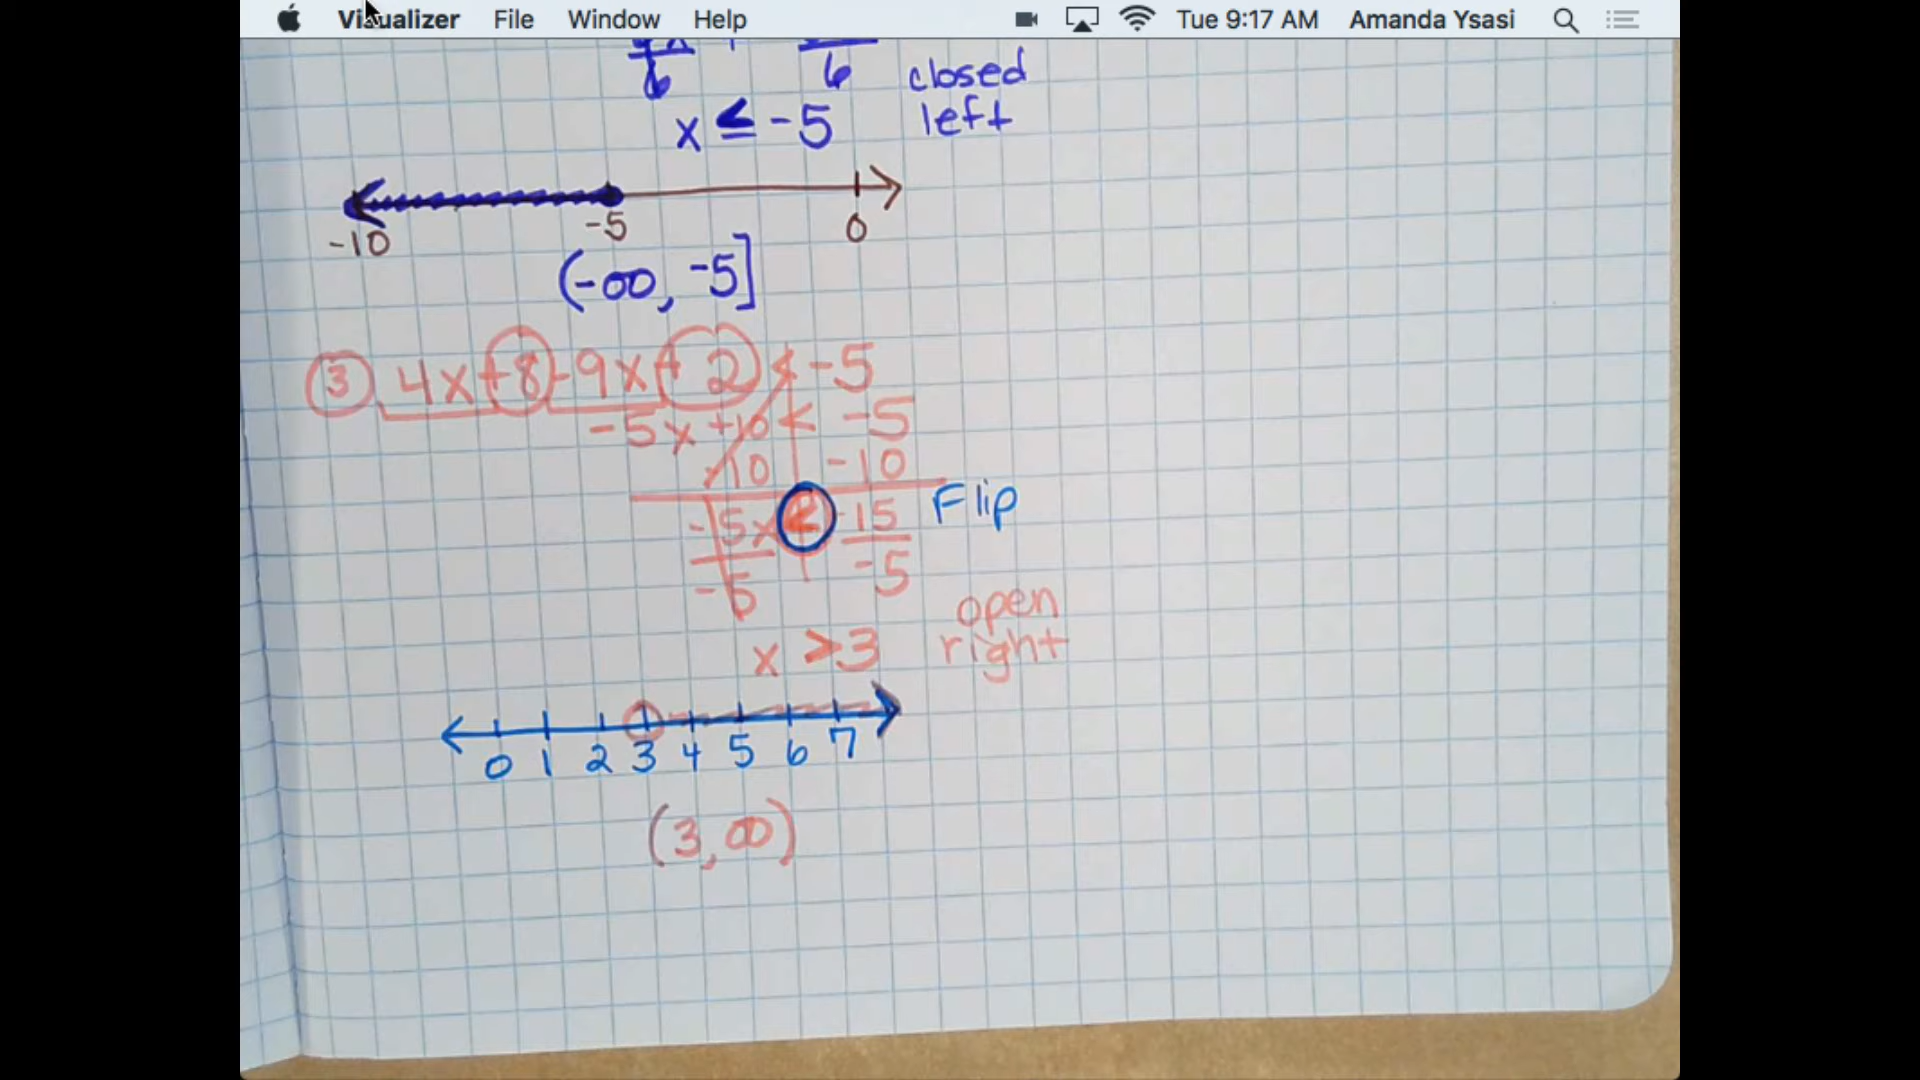 Visualizer File Window Help Tue 9:17 AM Amanda Ysasi
6 6
closed
x ≤ -5 left
-10 -5 0
(-∞, -5]
③ 4x+8-9x+2 < -5
-5x+10 < -5
-10 -10
-5x < -15 Flip
-5 -5
open
x >3 right
0 1 2 3 4 5 6 7
(3,∞)